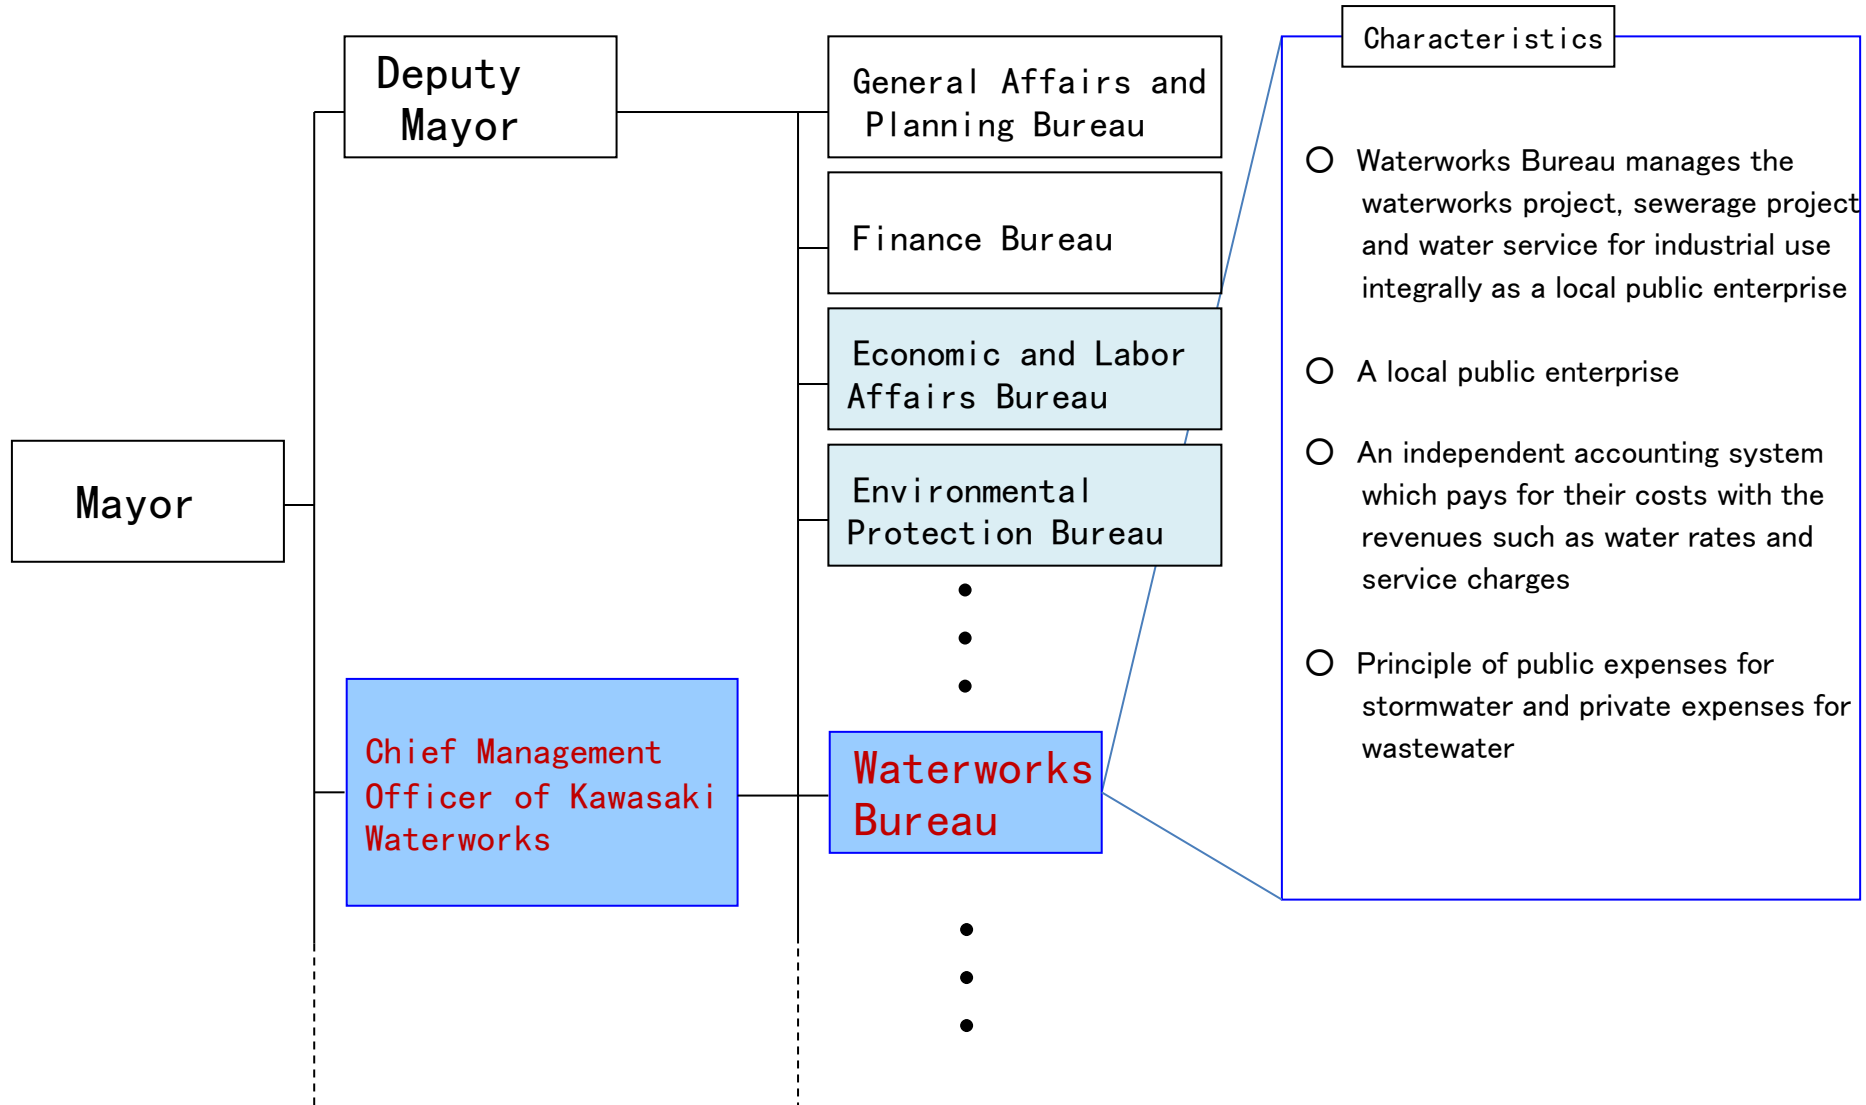 Deputy
Mayor
General Affairs and
Planning Bureau
Finance Bureau
Economic and Labor
Affairs Bureau
Environmental
Protection Bureau
Mayor
Chief Management
Officer of Kawasaki
Waterworks
Waterworks
Bureau
Characteristics
○ Waterworks Bureau manages the
waterworks project, sewerage project
and water service for industrial use
integrally as a local public enterprise
○ A local public enterprise
○ An independent accounting system
which pays for their costs with the
revenues such as water rates and
service charges
○ Principle of public expenses for
stormwater and private expenses for
wastewater